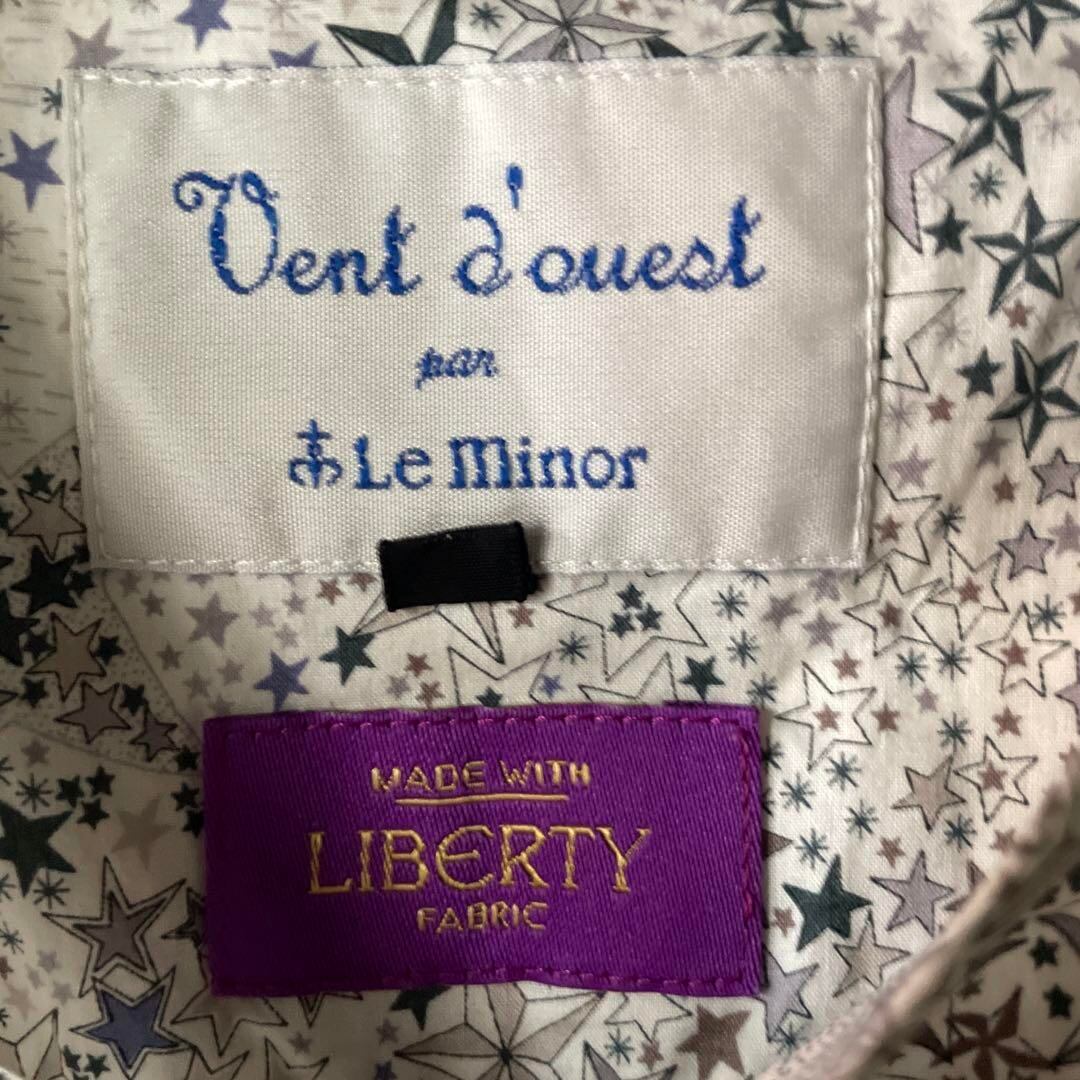 Vent d'ouest
par
Le Minor
MADE WITH
LIBERTY
FABRIC